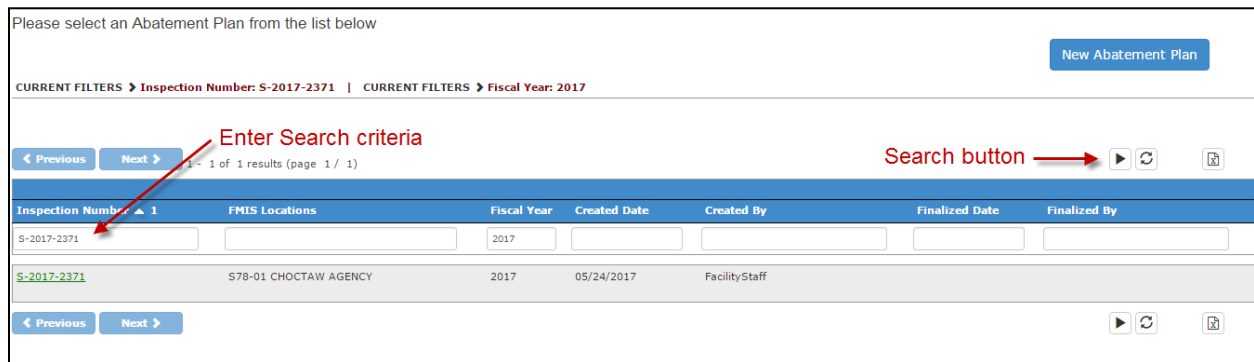 Please select an Abatement Plan from the list below
New Abatement Plan
CURRENT FILTERS ❯ Inspection Number: S-2017-2371 | CURRENT FILTERS ❯ Fiscal Year: 2017
Enter Search criteria
❮ Previous Next ❯ 1 - 1 of 1 results (page 1 / 1) Search button
Inspection Number ▲ 1 FMIS Locations Fiscal Year Created Date Created By Finalized Date Finalized By
S-2017-2371 2017
S-2017-2371 S78-01 CHOCTAW AGENCY 2017 05/24/2017 FacilityStaff
❮ Previous Next ❯